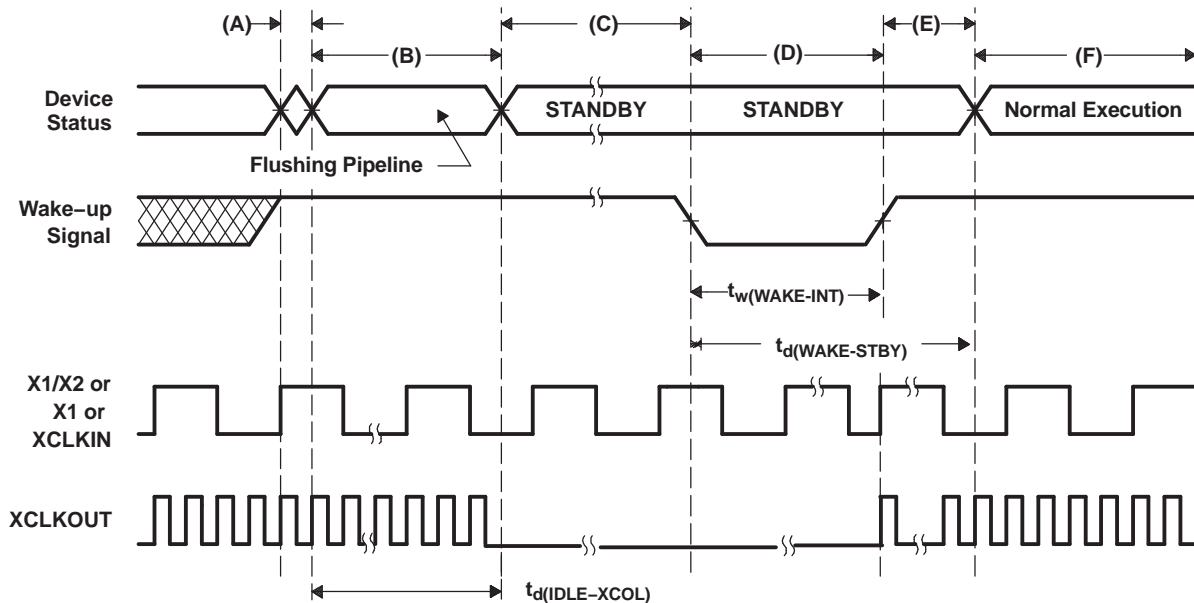 (A)
(C)
(E)
(B)
(D)
(F)
Device
Status
STANDBY
STANDBY
Normal Execution
Flushing Pipeline
Wake–up
Signal
tw(WAKE-INT)
td(WAKE-STBY)
X1/X2 or
X1 or
XCLKIN
XCLKOUT
td(IDLE–XCOL)